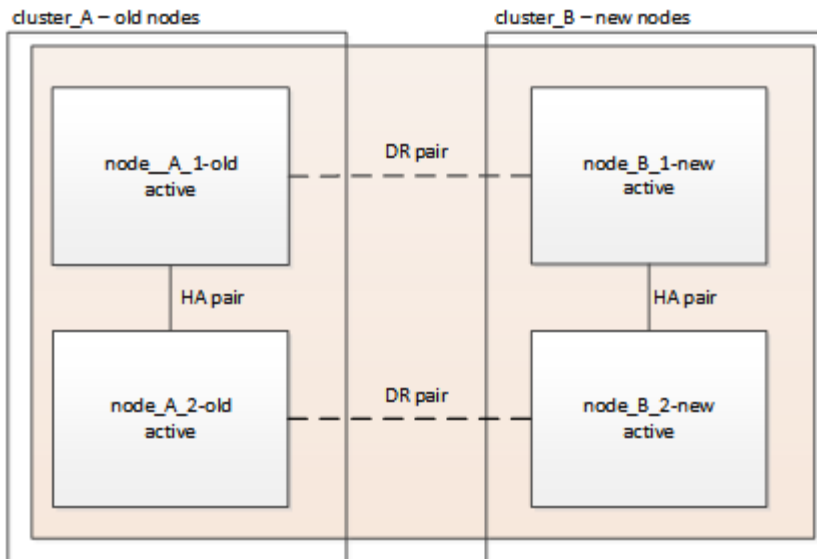 cluster_A – old nodes
cluster_B – new nodes
node__A_1-old
active
DR pair
node_B_1-new
active
HA pair
HA pair
node_A_2-old
active
DR pair
node_B_2-new
active